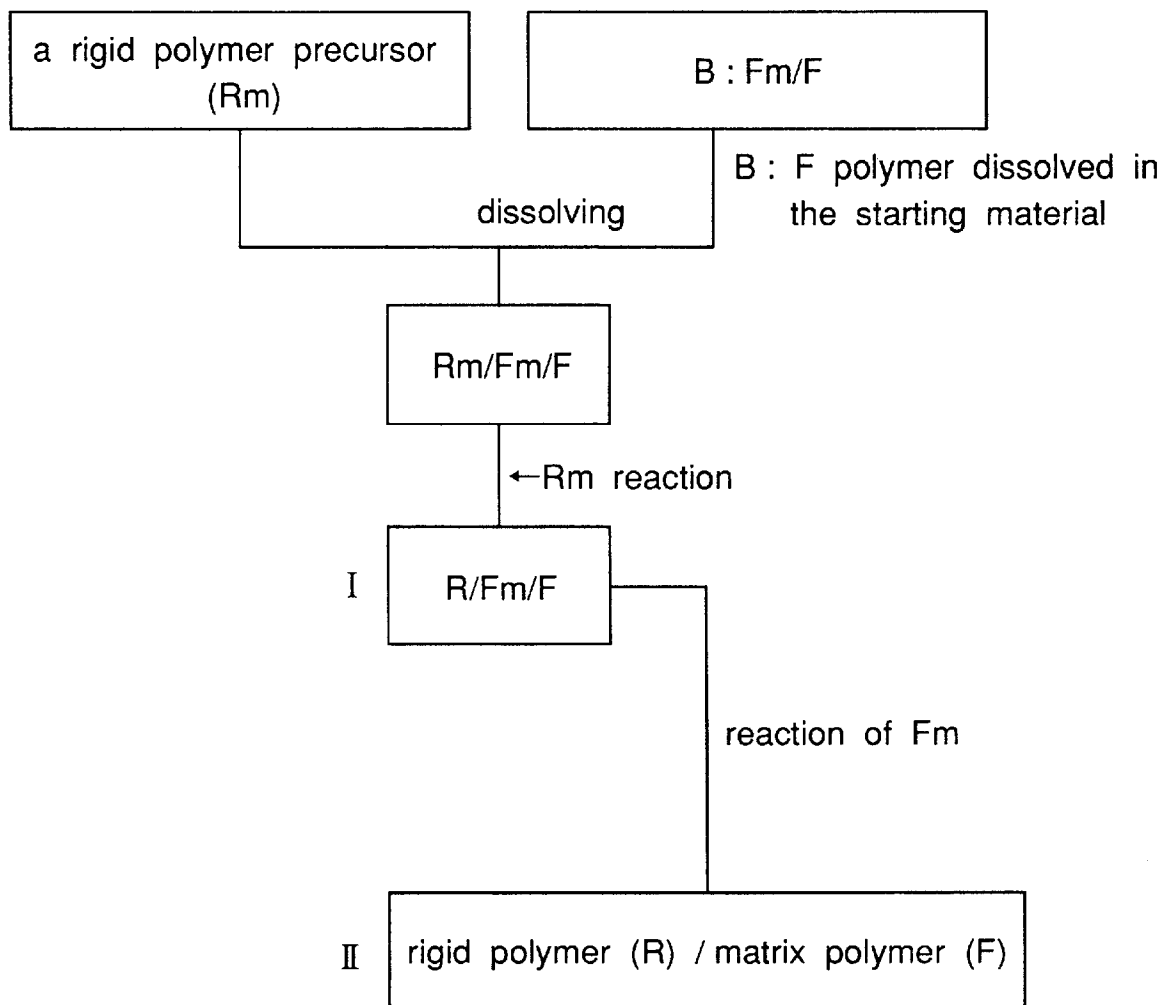 a rigid polymer precursor
(Rm)
B : Fm/F
B : F polymer dissolved in
the starting material
dissolving
Rm/Fm/F
←Rm reaction
I
R/Fm/F
reaction of Fm
II
rigid polymer (R) / matrix polymer (F)